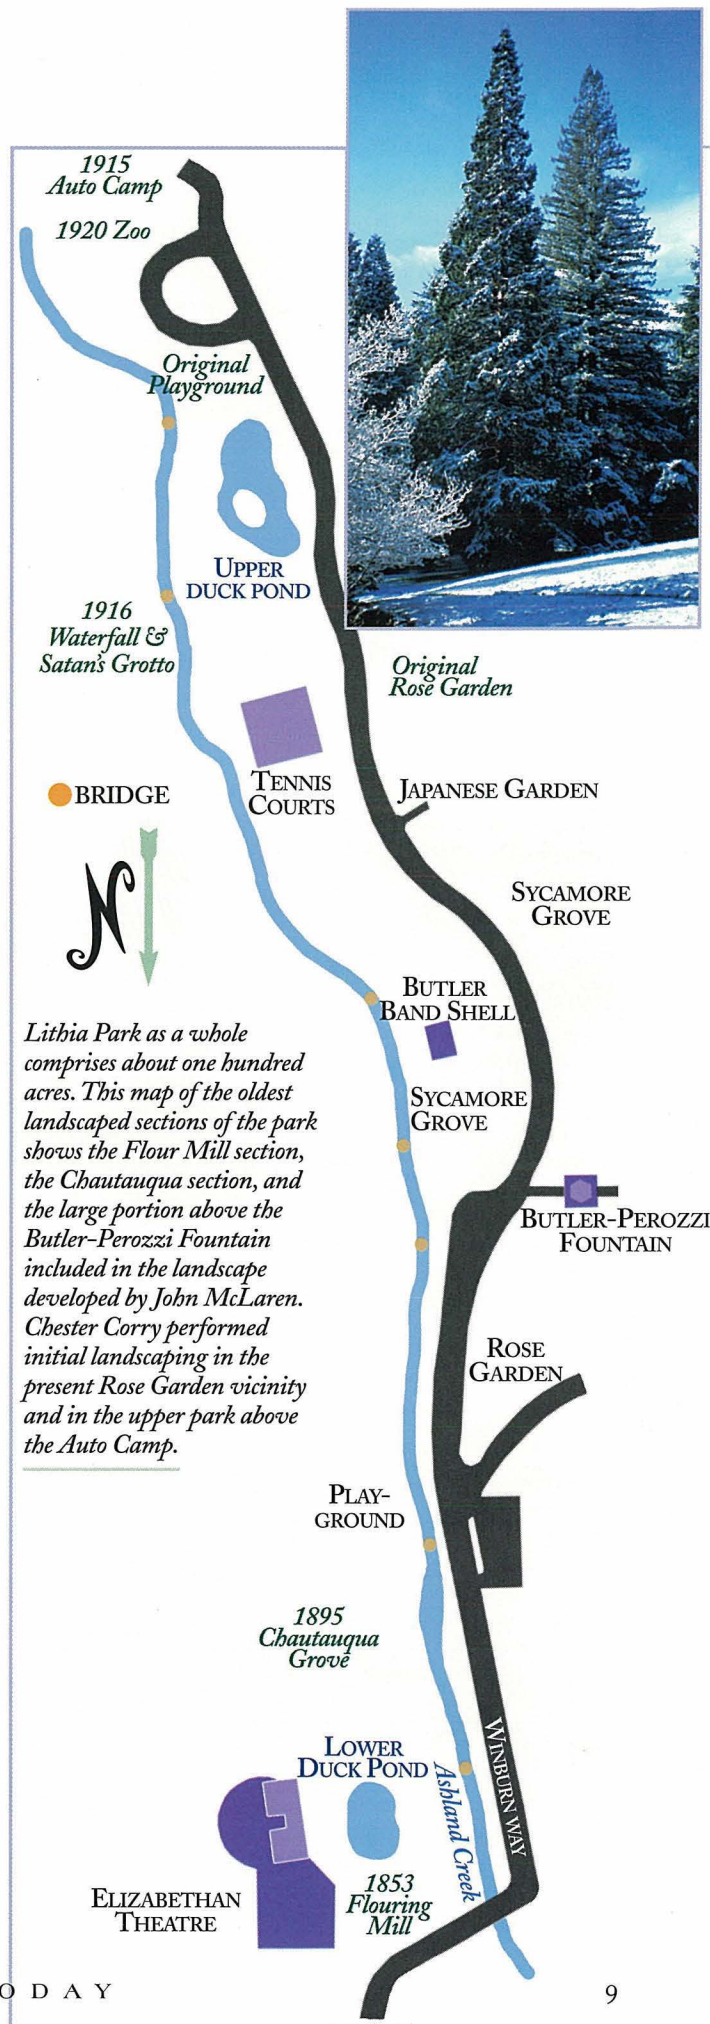 1915
Auto Camp
1920 Zoo
Original
Playground
UPPER
DUCK POND
1916
Waterfall &
Satan's Grotto
Original
Rose Garden
TENNIS
COURTS
JAPANESE GARDEN
BRIDGE
N
SYCAMORE
GROVE
BUTLER
BAND SHELL
Lithia Park as a whole
comprises about one hundred
acres. This map of the oldest
landscaped sections of the park
shows the Flour Mill section,
the Chautauqua section, and
the large portion above the
Butler-Perozzi Fountain
included in the landscape
developed by John McLaren.
Chester Corry performed
initial landscaping in the
present Rose Garden vicinity
and in the upper park above
the Auto Camp.
SYCAMORE
GROVE
BUTLER-PEROZZI
FOUNTAIN
ROSE
GARDEN
PLAY-
GROUND
1895
Chautauqua
Grove
WINBURN WAY
LOWER
DUCK POND
Ashland Creek
1853
Flouring
Mill
ELIZABETHAN
THEATRE
ODAY
9